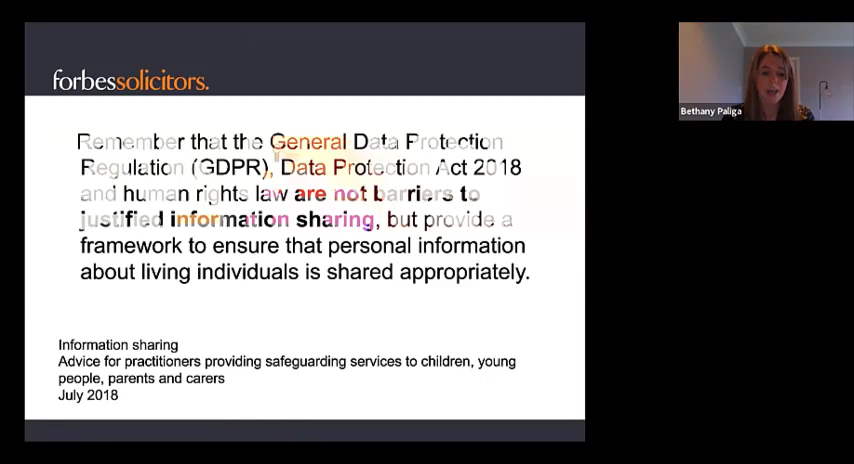 forbessolicitors.
Remember that the General Data Protection
Regulation (GDPR), Data Protection Act 2018
and human rights law are not barriers to
justified information sharing, but provide a
framework to ensure that personal information
about living individuals is shared appropriately.
Information sharing
Advice for practitioners providing safeguarding services to children, young
people, parents and carers
July 2018
Bethany Paliga